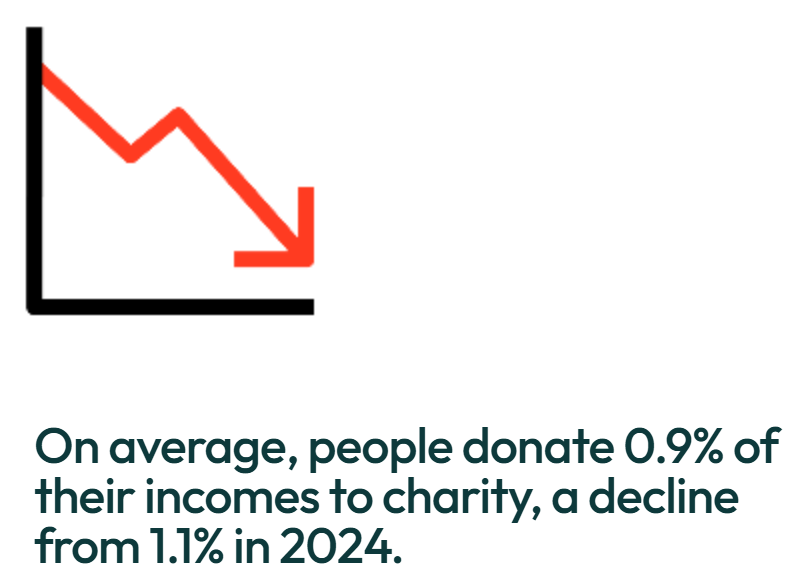 On average, people donate 0.9% of
their incomes to charity, a decline
from 1.1% in 2024.